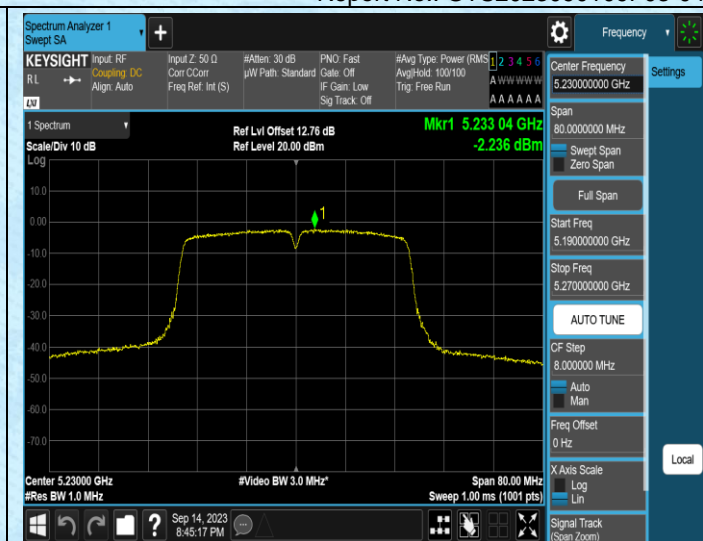 Spectrum Analyzer 1
Swept SA
+
Frequency
KEYSIGHT
R L
LXI
Input: RF
Coupling: DC
Align: Auto
Input Z: 50 Ω
Corr CCorr
Freq Ref: Int (S)
#Atten: 30 dB
µW Path: Standard
PNO: Fast
Gate: Off
IF Gain: Low
Sig Track: Off
#Avg Type: Power (RMS
Avg|Hold: 100/100
Trig: Free Run
1 2 3 4 5 6
A W W W W W
A A A A A A
1 Spectrum
Scale/Div 10 dB
Log
Ref Lvl Offset 12.76 dB
Ref Level 20.00 dBm
Mkr1 5.233 04 GHz
-2.236 dBm
10.0
0.00
-10.0
-20.0
-30.0
-40.0
-50.0
-60.0
-70.0
1
Center 5.23000 GHz
#Res BW 1.0 MHz
#Video BW 3.0 MHz*
Span 80.00 MHz
Sweep 1.00 ms (1001 pts)
Center Frequency
5.230000000 GHz
Settings
Span
80.0000000 MHz
Swept Span
Zero Span
Full Span
Start Freq
5.190000000 GHz
Stop Freq
5.270000000 GHz
AUTO TUNE
CF Step
8.000000 MHz
Auto
Man
Freq Offset
0 Hz
X Axis Scale
Log
Lin
Local
Signal Track
(Span Zoom)
?
Sep 14, 2023
8:45:17 PM